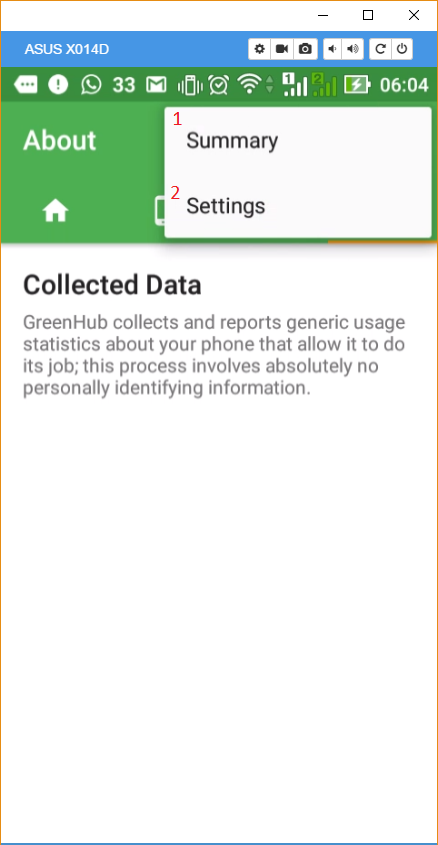 ASUS X014D
33 1 2 06:04
About
1
Summary
2
Settings
Collected Data
GreenHub collects and reports generic usage
statistics about your phone that allow it to do
its job; this process involves absolutely no
personally identifying information.